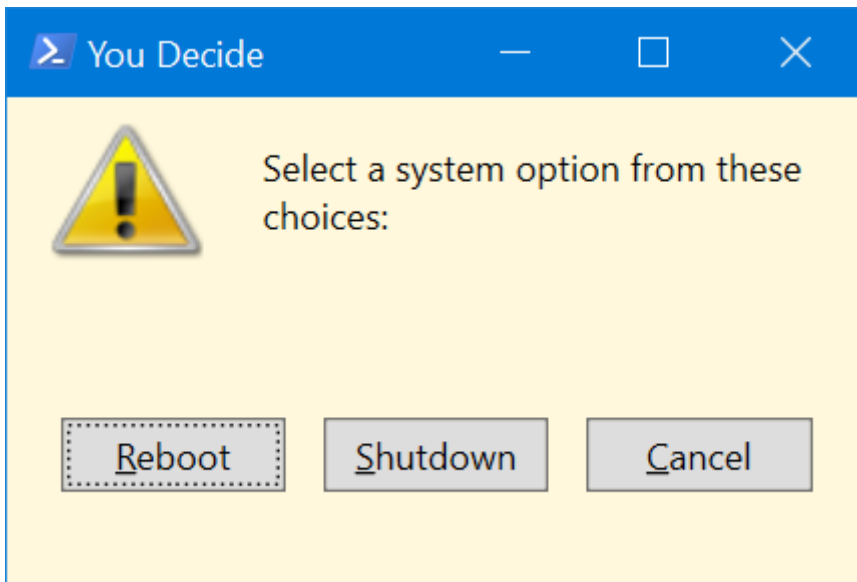 You Decide
Select a system option from these
choices:
Reboot Shutdown Cancel